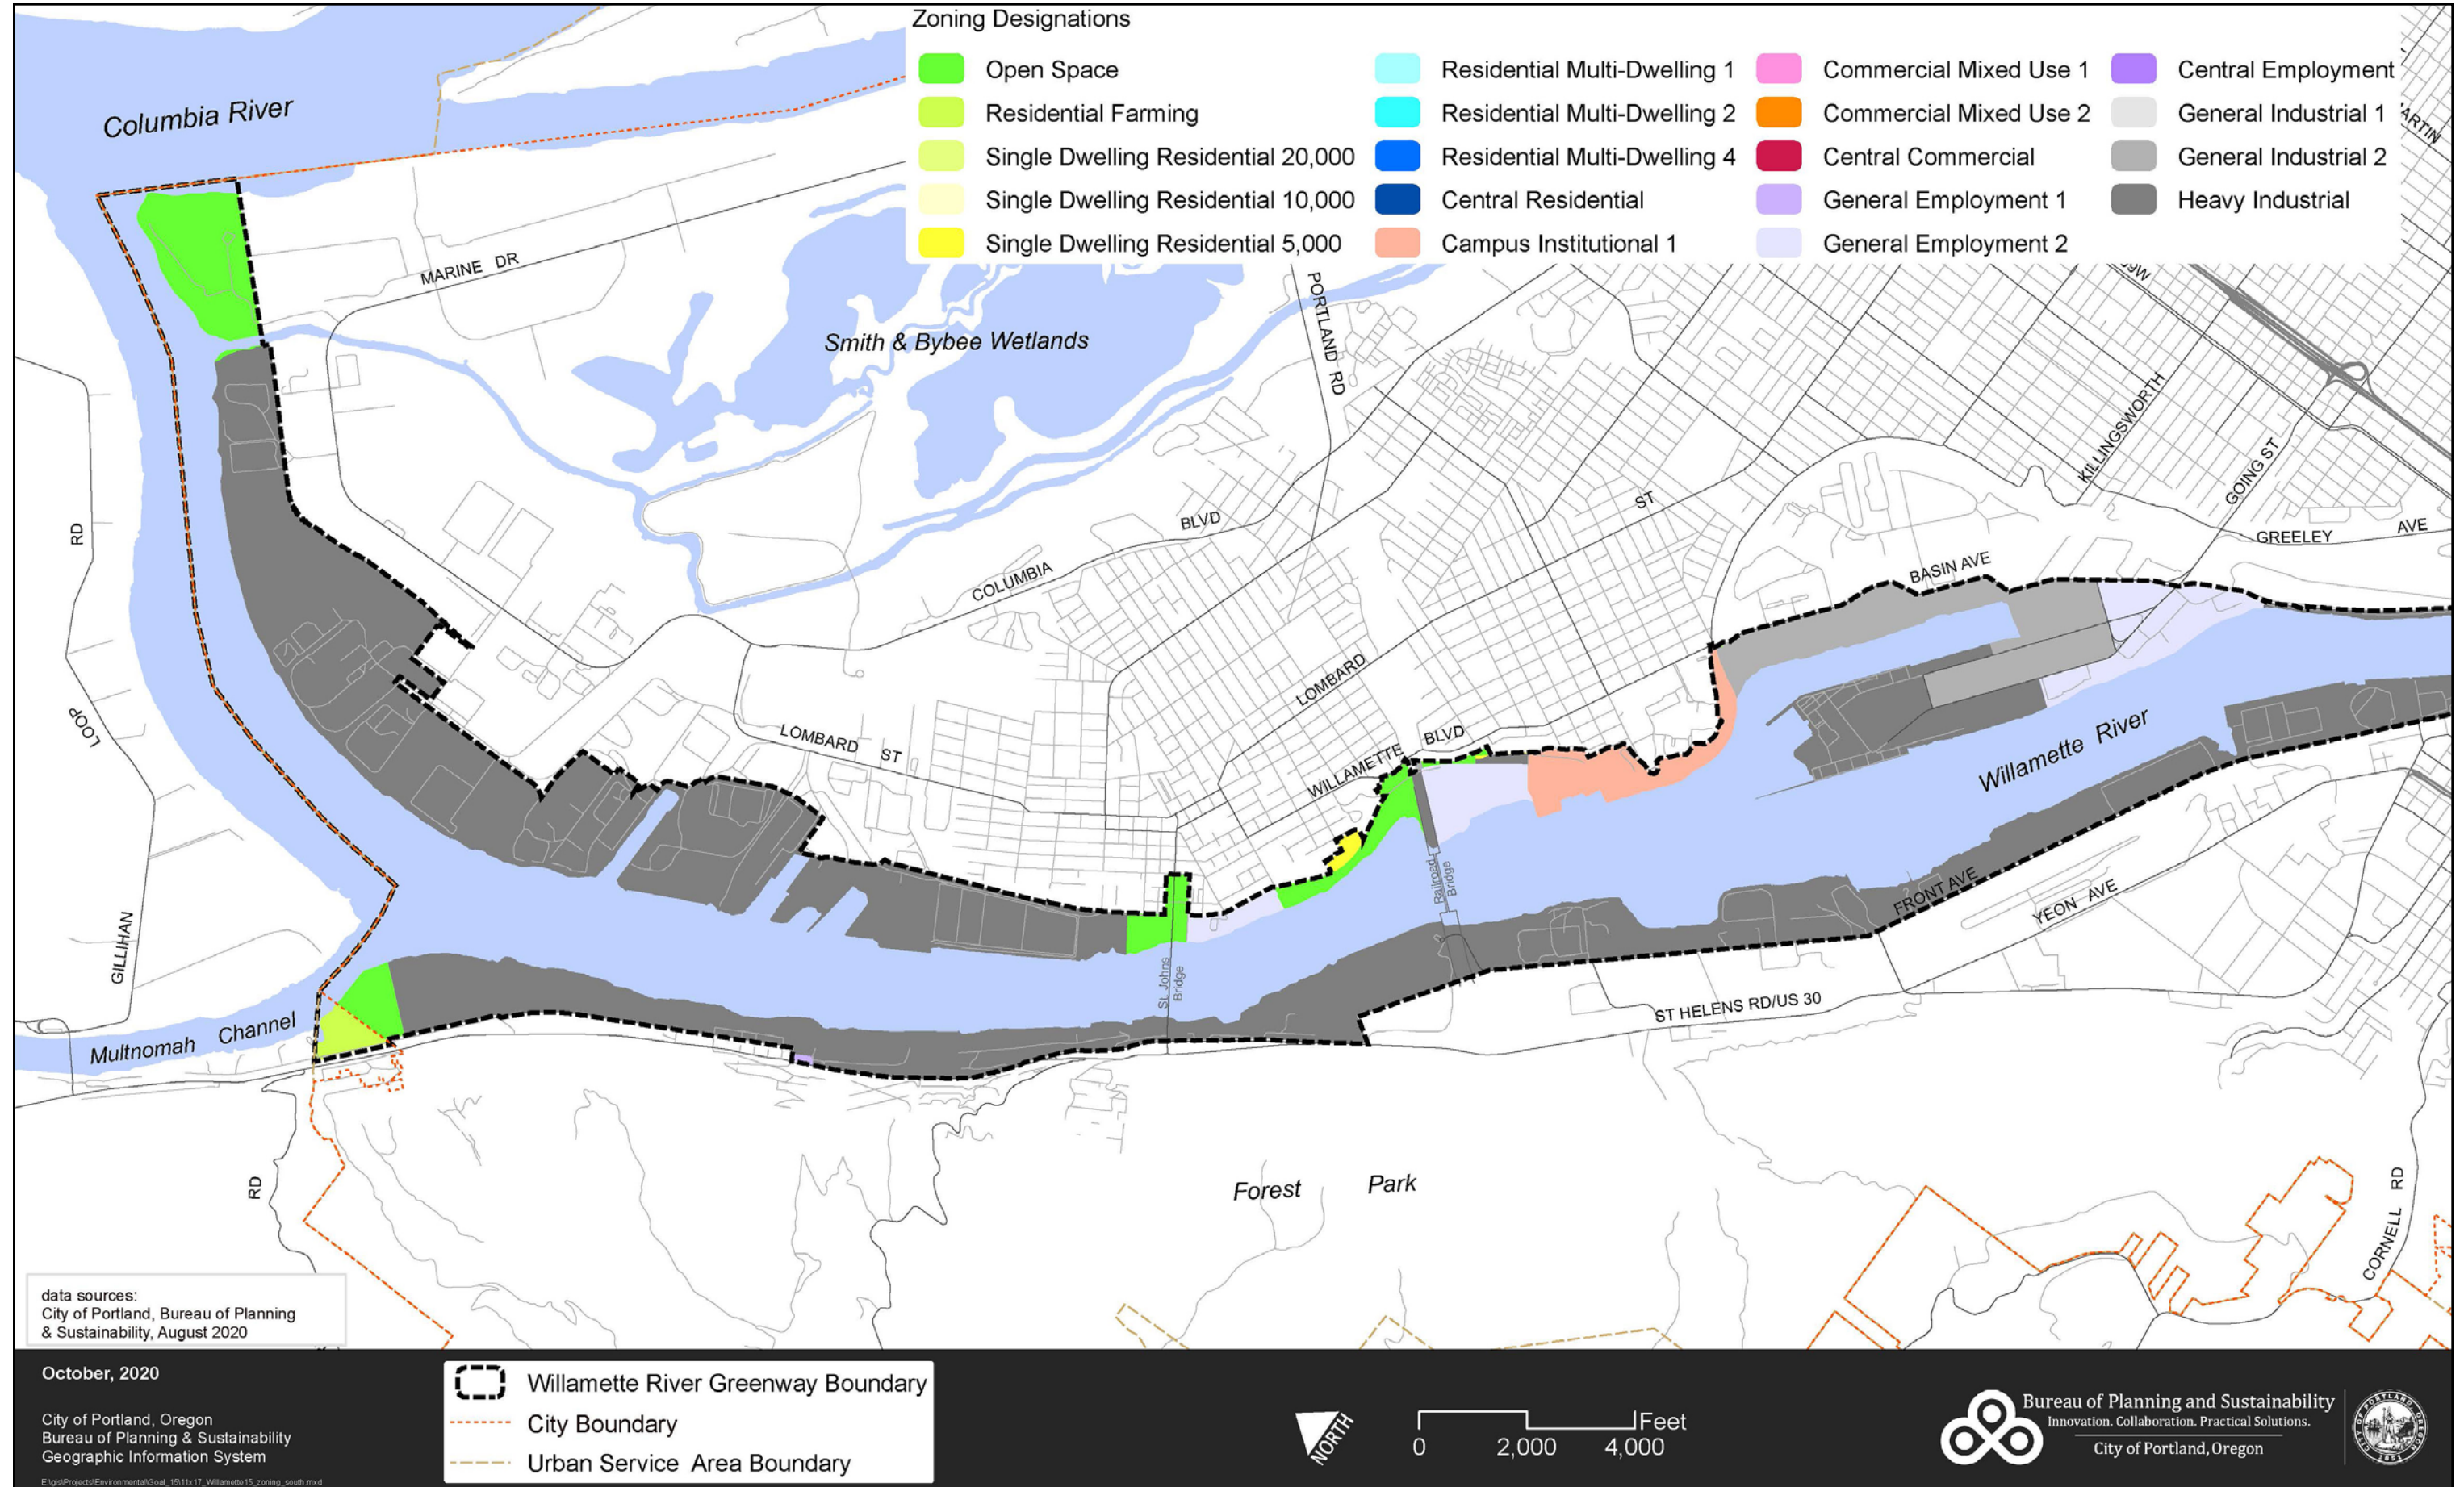 Zoning Designations
Open Space
Residential Farming
Single Dwelling Residential 20,000
Single Dwelling Residential 10,000
Single Dwelling Residential 5,000
Residential Multi-Dwelling 1
Residential Multi-Dwelling 2
Residential Multi-Dwelling 4
Central Residential
Campus Institutional 1
Commercial Mixed Use 1
Commercial Mixed Use 2
Central Commercial
General Employment 1
General Employment 2
Central Employment
General Industrial 1
General Industrial 2
Heavy Industrial
Columbia River
MARINE DR
Smith & Bybee Wetlands
PORTLAND RD
KILLINGSWORTH
GOING ST
GREELEY AVE
BASIN AVE
ST
BLVD
COLUMBIA
LOMBARD
RD
LOOP
GILLIHAN
LOMBARD ST
WILLAMETTE BLVD
Willamette River
Railroad
Bridge
St. Johns
Bridge
FRONT AVE
YEON AVE
ST HELENS RD/US 30
Multnomah Channel
RD
Forest Park
CORNELL RD
data sources:
City of Portland, Bureau of Planning
& Sustainability, August 2020
October, 2020
City of Portland, Oregon
Bureau of Planning & Sustainability
Geographic Information System
Willamette River Greenway Boundary
City Boundary
Urban Service Area Boundary
NORTH
Feet
0 2,000 4,000
Bureau of Planning and Sustainability
Innovation. Collaboration. Practical Solutions.
City of Portland, Oregon